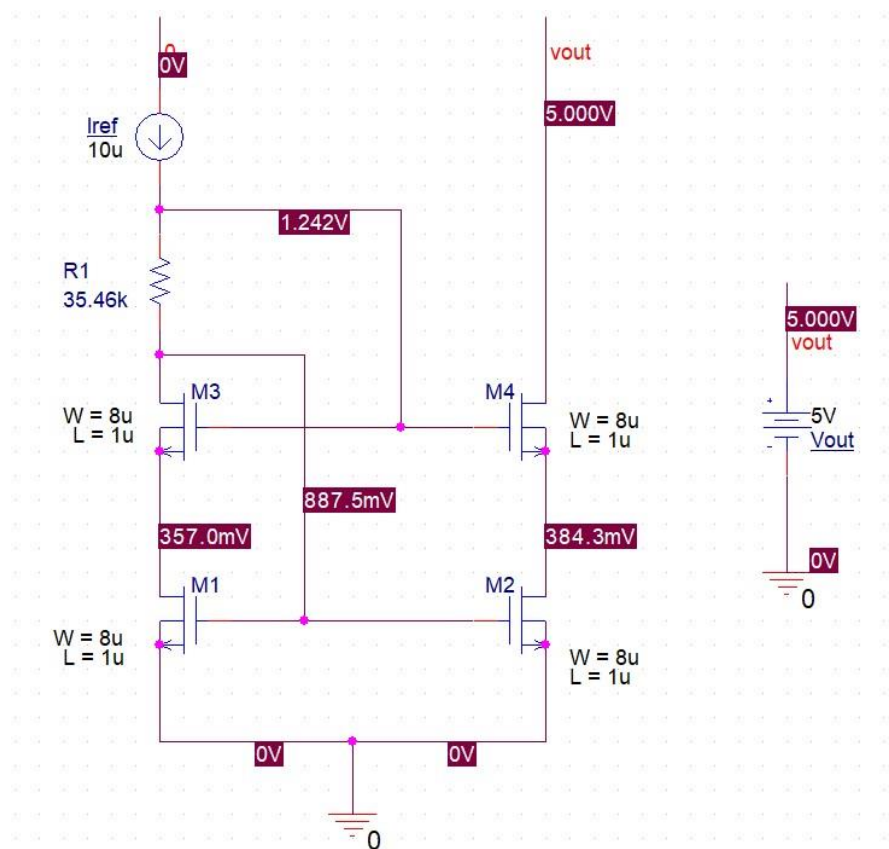 0
0V
vout
5.000V
Iref
10u
1.242V
R1
35.46k
5.000V
vout
M3
W = 8u
L = 1u
M4
W = 8u
L = 1u
+
5V
-
Vout
887.5mV
357.0mV
384.3mV
0V
0
M1
W = 8u
L = 1u
M2
W = 8u
L = 1u
0V
0V
0